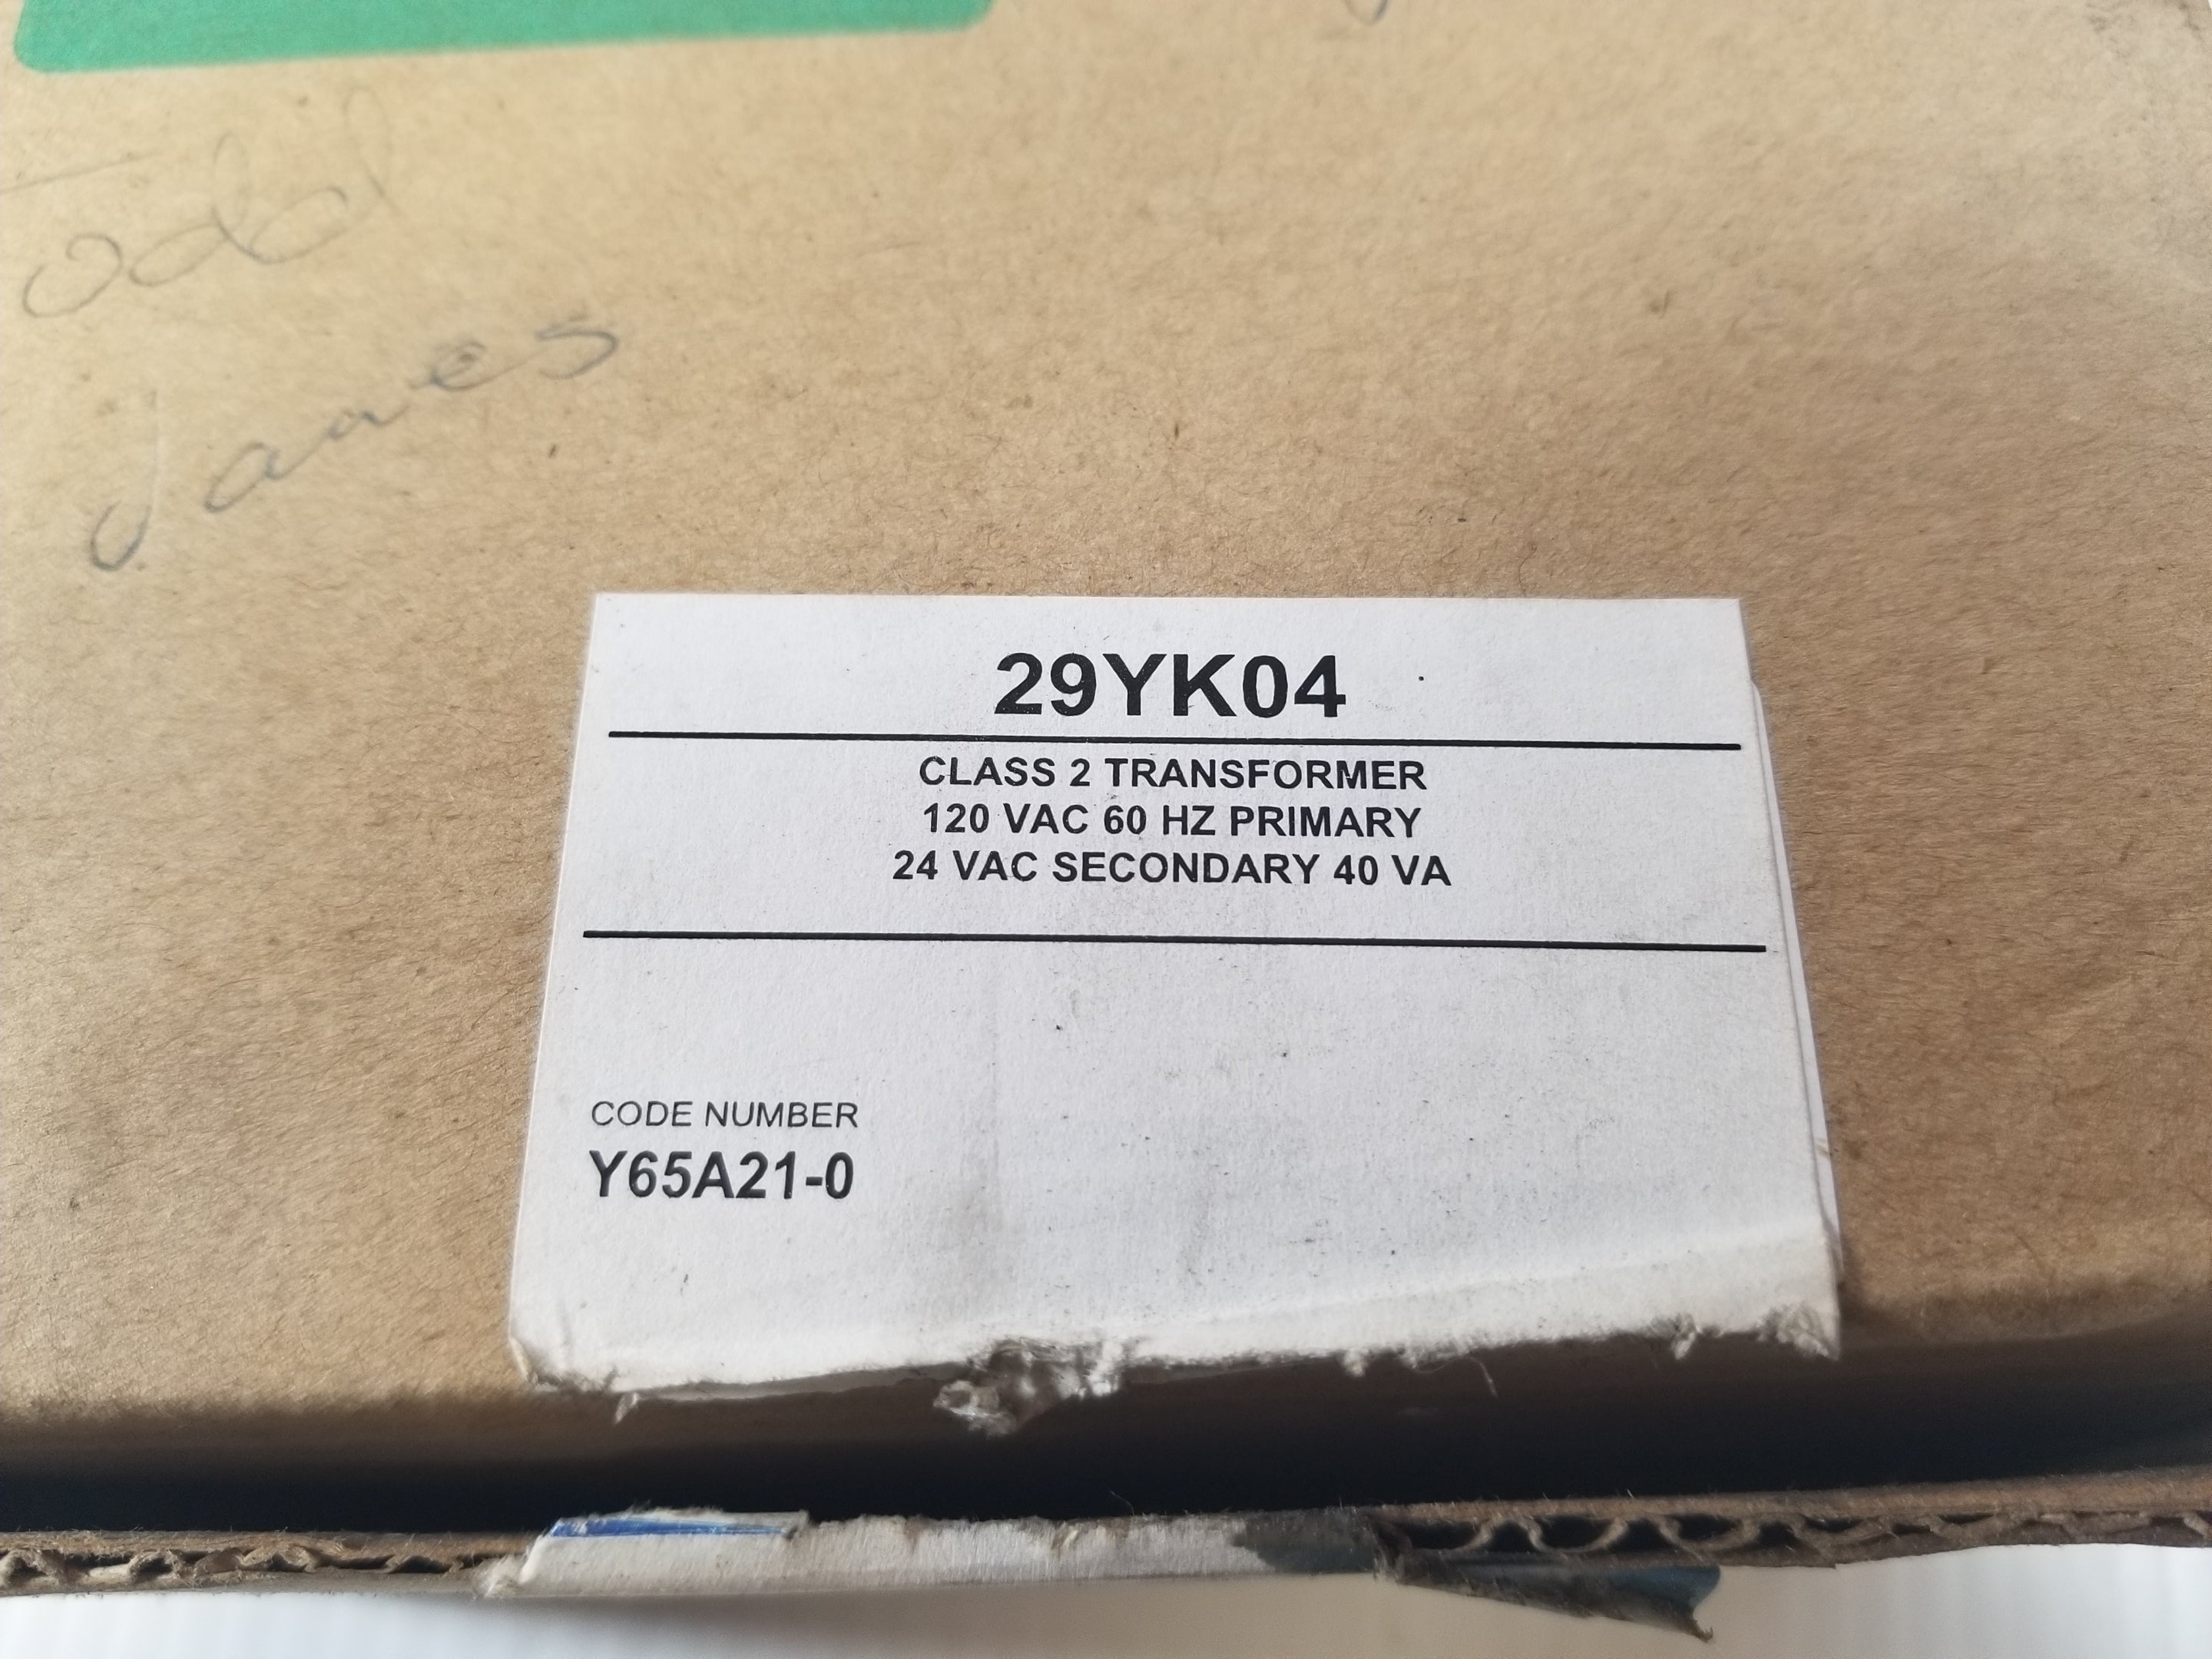 Todd
James
29YK04
CLASS 2 TRANSFORMER
120 VAC 60 HZ PRIMARY
24 VAC SECONDARY 40 VA
CODE NUMBER
Y65A21-0